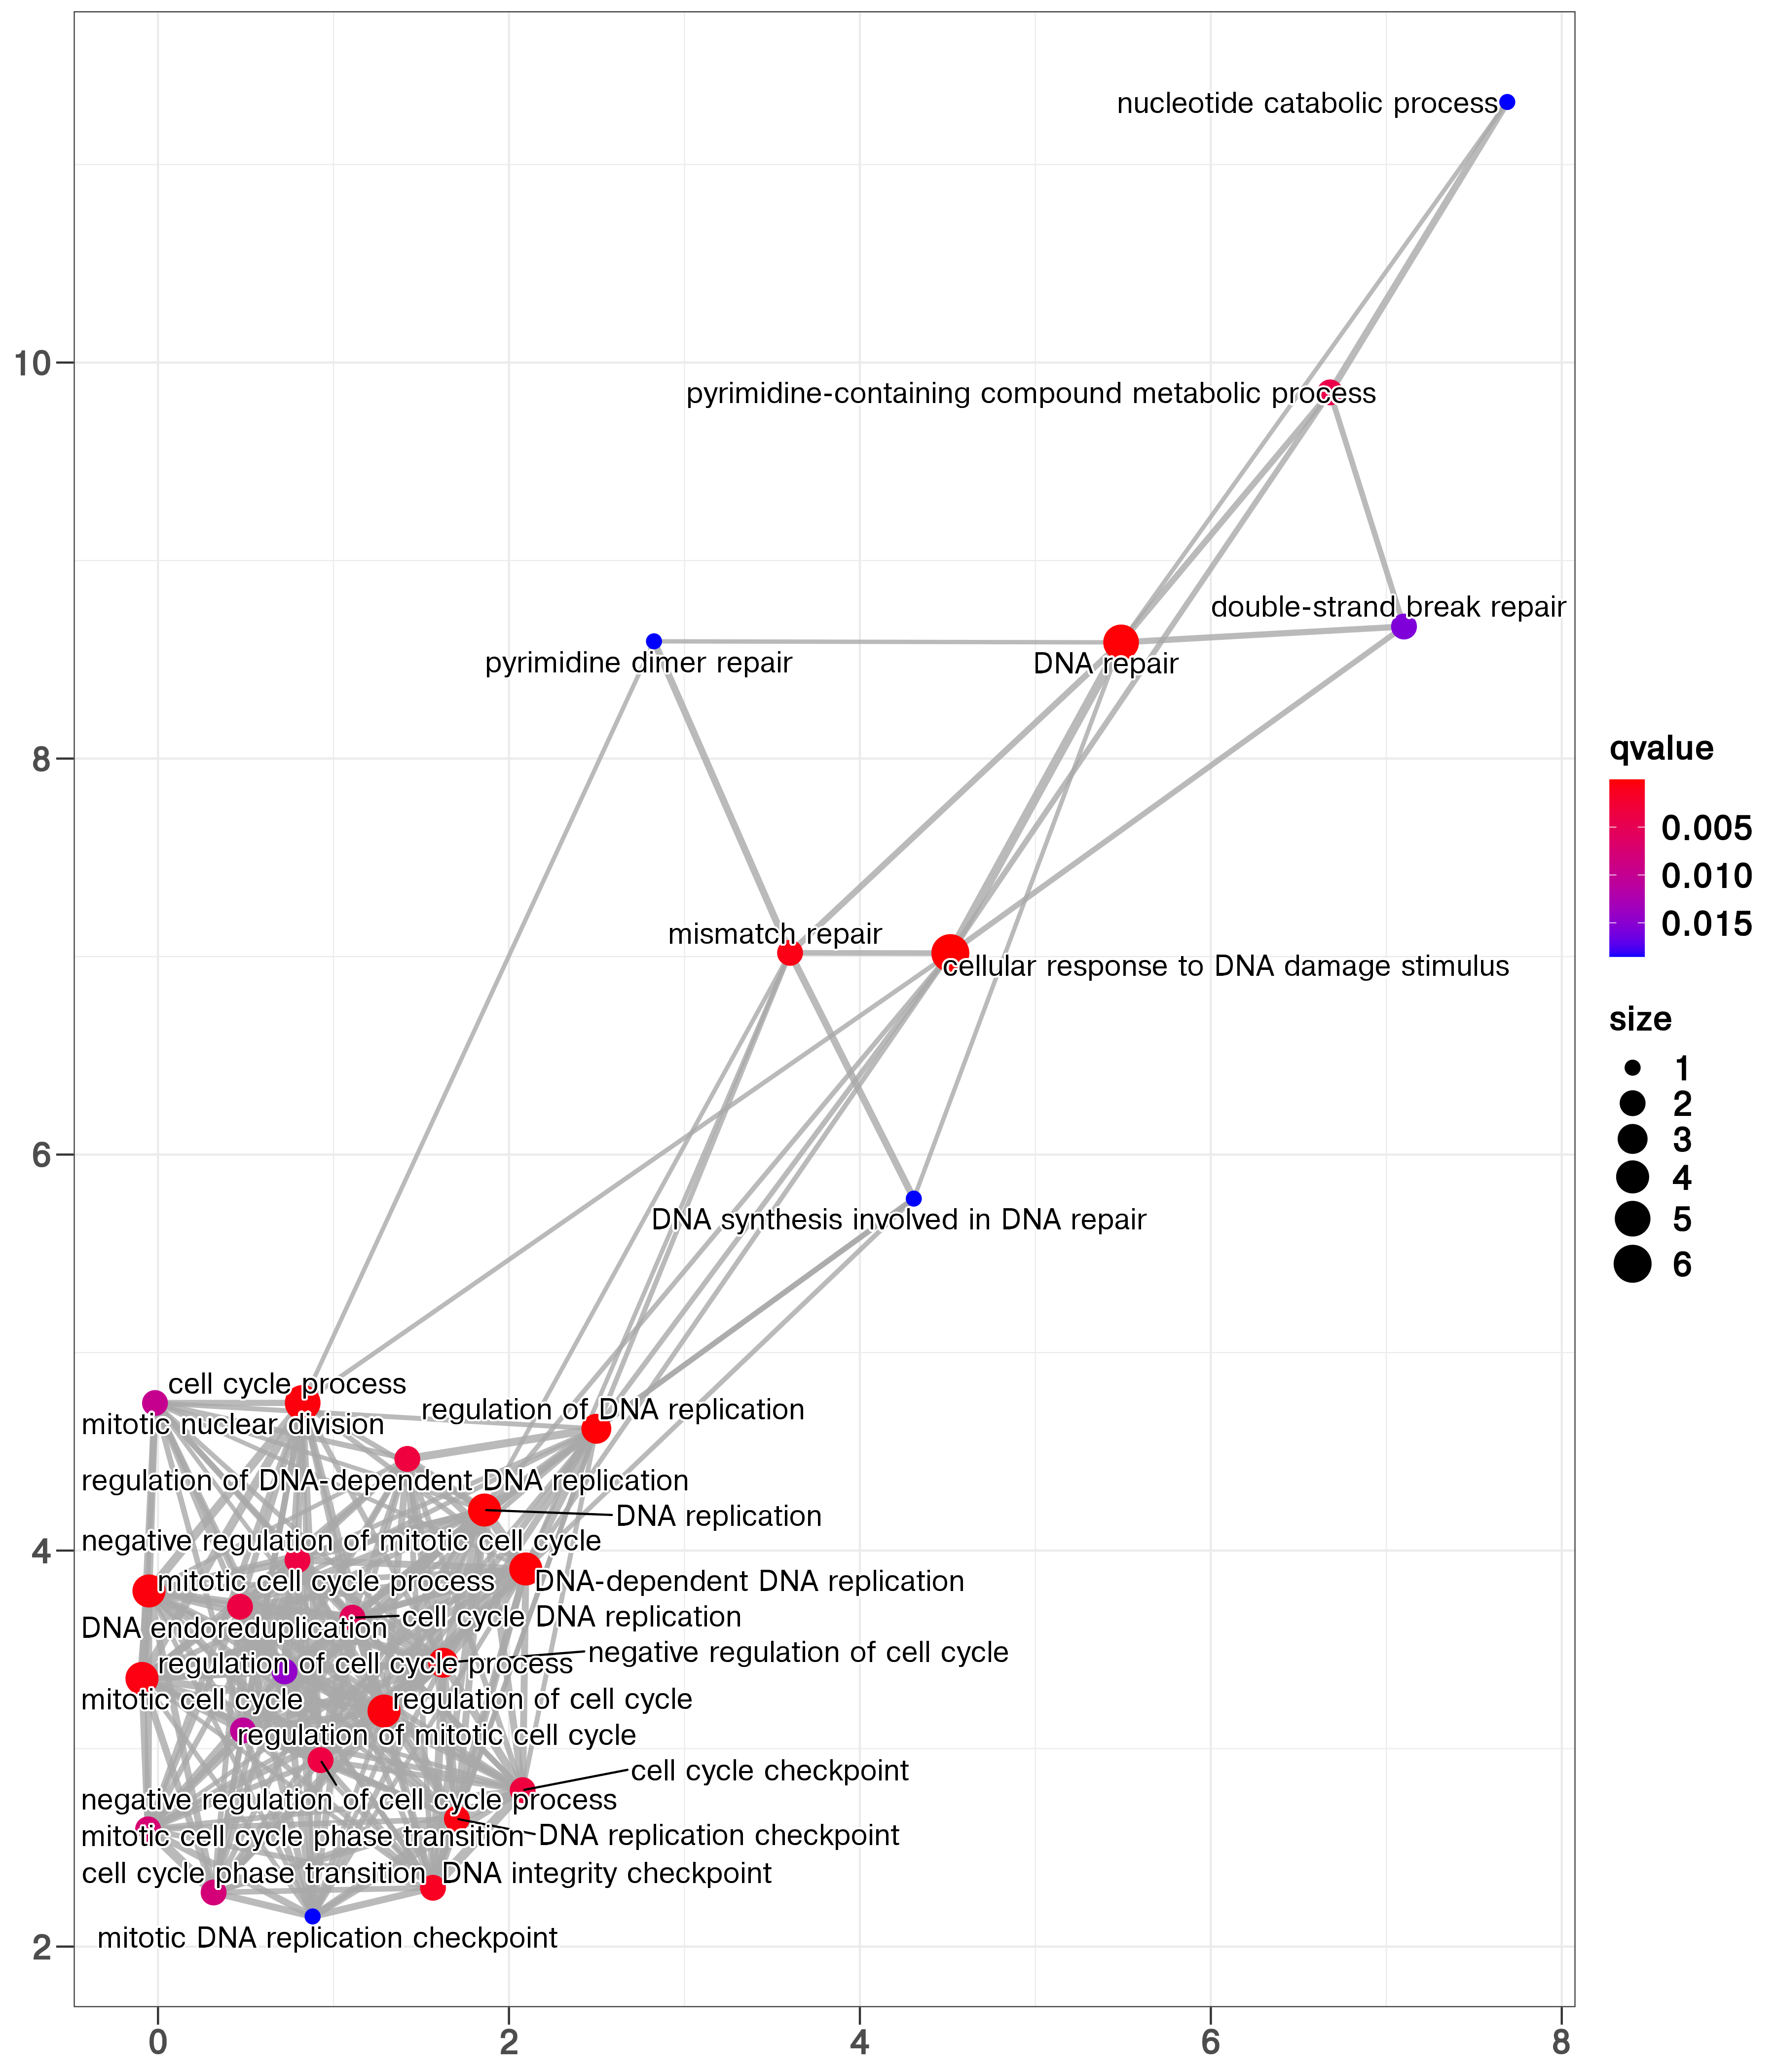 nucleotide catabolic process
10
pyrimidine-containing compound metabolic process
double-strand break repair
pyrimidine dimer repair
DNA repair
8
qvalue
0.005
0.010
0.015
mismatch repair
cellular response to DNA damage stimulus
size
1
2
3
4
5
6
6
DNA synthesis involved in DNA repair
cell cycle process
regulation of DNA replication
mitotic nuclear division
regulation of DNA-dependent DNA replication
DNA replication
negative regulation of mitotic cell cycle
4
mitotic cell cycle process
DNA-dependent DNA replication
cell cycle DNA replication
DNA endoreduplication
negative regulation of cell cycle
regulation of cell cycle process
mitotic cell cycle
regulation of cell cycle
regulation of mitotic cell cycle
cell cycle checkpoint
negative regulation of cell cycle process
mitotic cell cycle phase transition
DNA replication checkpoint
cell cycle phase transition
DNA integrity checkpoint
mitotic DNA replication checkpoint
2
0 2 4 6 8